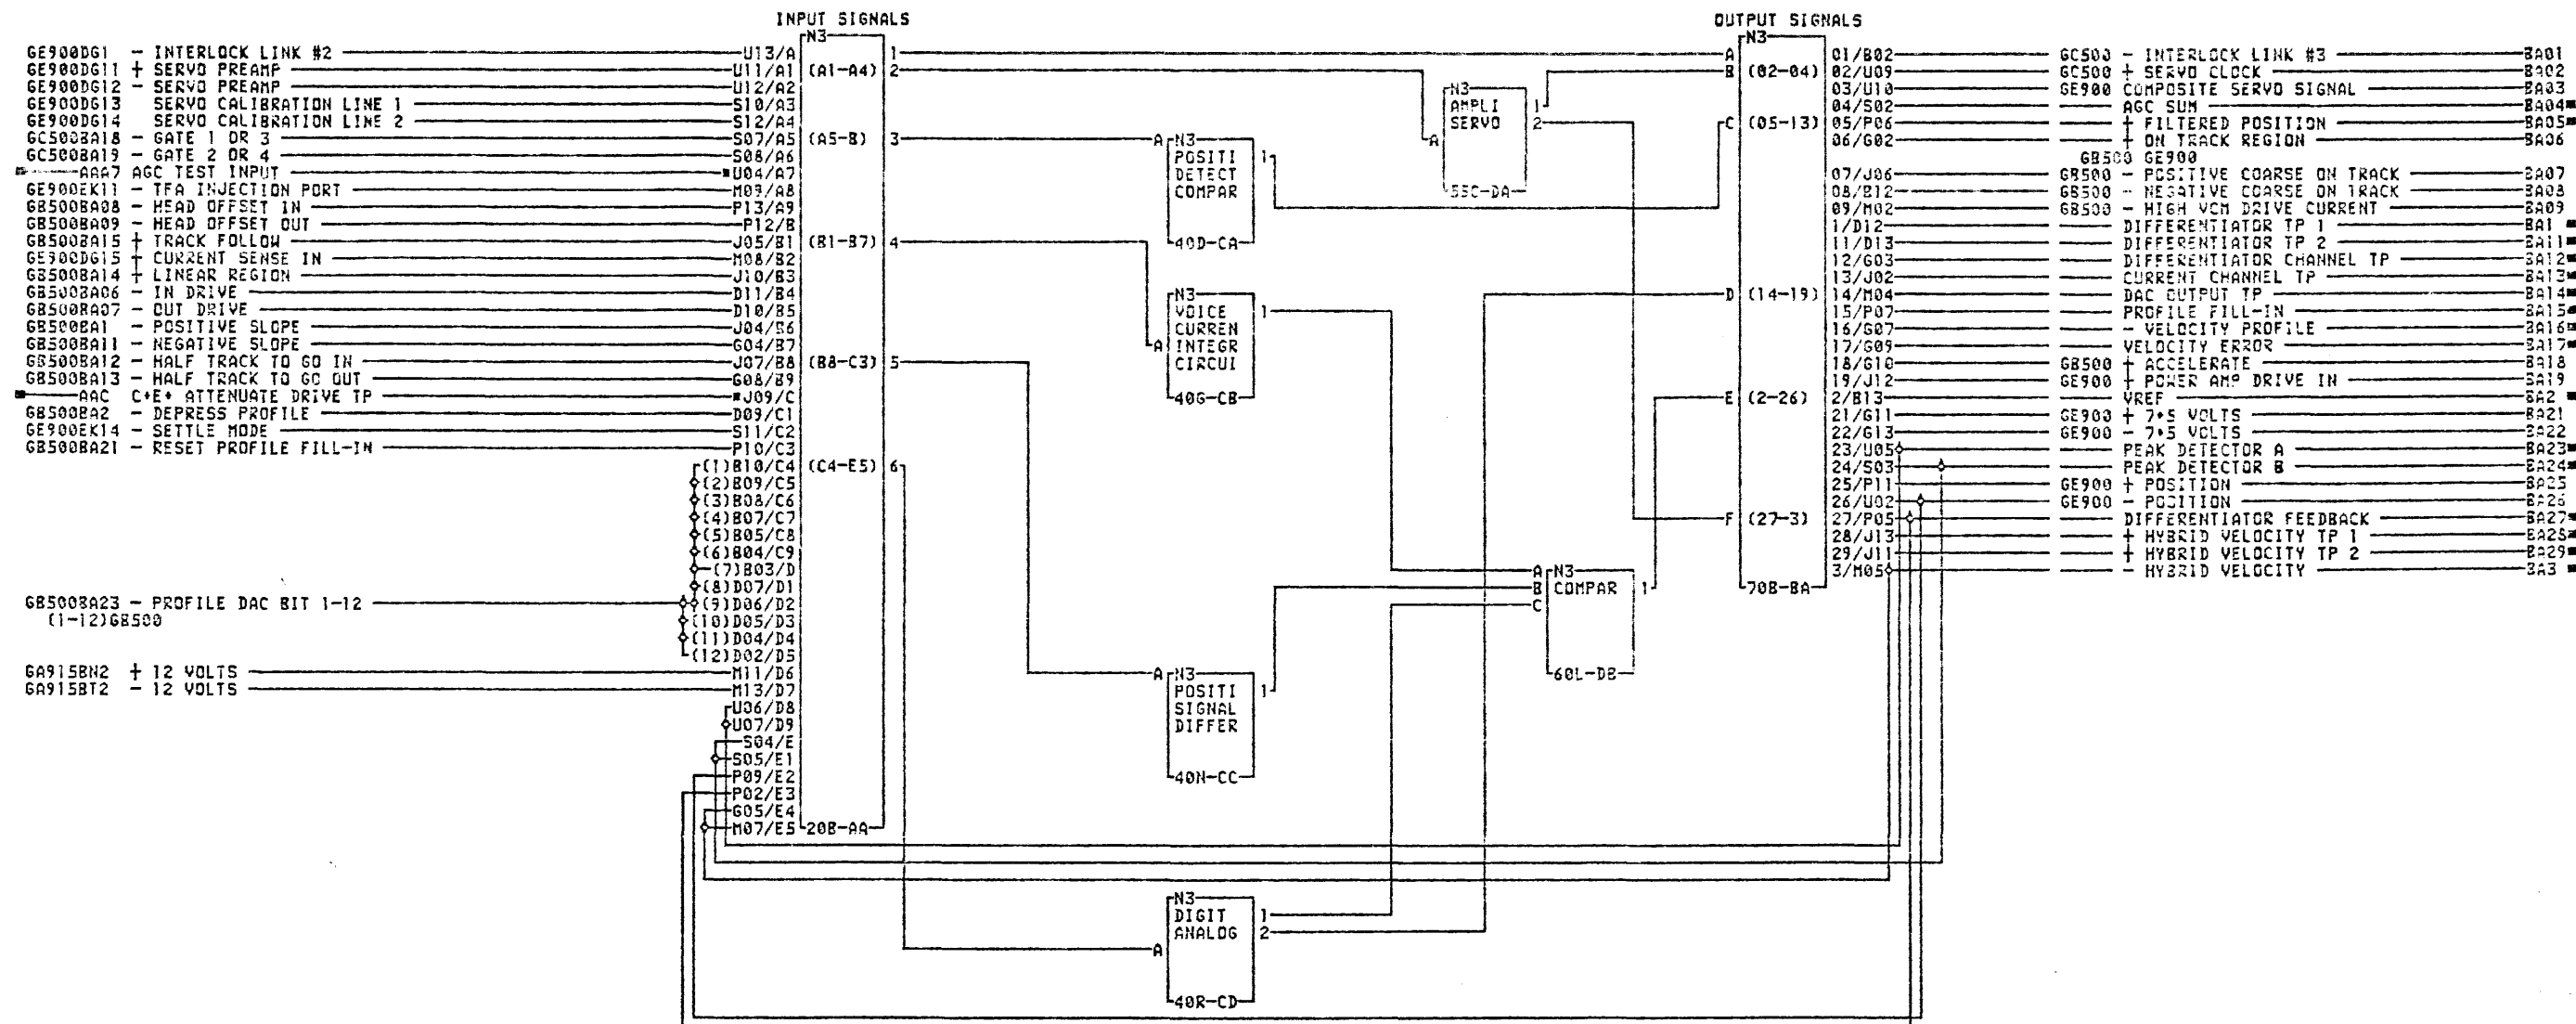 INPUT SIGNALS
OUTPUT SIGNALS
GE900DG1 - INTERLOCK LINK #2 U13/A
GE900DG11 + SERVO PREAMP U11/A1
GE900DG12 - SERVO PREAMP U12/A2
GE900DG13 SERVO CALIBRATION LINE 1 S10/A3
GE900DG14 SERVO CALIBRATION LINE 2 S12/A4
GC500BA18 - GATE 1 OR 3 S07/A5
GC500BA19 - GATE 2 OR 4 S08/A6
AAA7 AGC TEST INPUT U04/A7
GE900EK11 - TFA INJECTION PORT M09/A8
GB500BA08 - HEAD OFFSET IN P13/A9
GB500BA09 - HEAD OFFSET OUT P12/B
GB500BA15 + TRACK FOLLOW J05/B1
GE900DG15 + CURRENT SENSE IN M08/B2
GB500BA14 + LINEAR REGION J10/B3
GB500BA06 - IN DRIVE D11/B4
GB500BA07 - OUT DRIVE D10/B5
GB500BA1 - POSITIVE SLOPE J04/B6
GB500BA11 - NEGATIVE SLOPE G04/B7
GB500BA12 - HALF TRACK TO GO IN J07/B8
GB500BA13 - HALF TRACK TO GO OUT G08/B9
AAC C+E+ ATTENUATE DRIVE TP J09/C
GB500BA2 - DEPRESS PROFILE D09/C1
GE900EK14 - SETTLE MODE S11/C2
GB500BA21 - RESET PROFILE FILL-IN P10/C3
(1)B10/C4
(2)B09/C5
(3)B08/C6
(4)B07/C7
(5)B05/C8
(6)B04/C9
(7)B03/D
(8)D07/D1
GB500BA23 - PROFILE DAC BIT 1-12 (9)D06/D2
(1-12)GB500 (10)D05/D3
(11)D04/D4
(12)D02/D5
GA915BN2 + 12 VOLTS M11/D6
GA915BT2 - 12 VOLTS M13/D7
U06/D8
U07/D9
S04/E
S05/E1
P09/E2
P02/E3
G05/E4
M07/E5
N3
1
(A1-A4) 2
(A5-B) 3
(B1-B7) 4
(B8-C3) 5
(C4-E5) 6
20B-AA
A N3
POSITI 1
DETECT
COMPAR
40D-CA
N3
VOICE 1
CURREN
A INTEGR
CIRCUI
40G-CB
A N3
POSITI 1
SIGNAL
DIFFER
40N-CC
N3
DIGIT 1
ANALOG 2
A
40R-CD
N3
AMPLI 1
SERVO 2
A
55C-DA
A N3
B COMPAR 1
C
60L-DB
N3
A
B (02-04)
C (05-13)
D (14-19)
E (2-26)
F (27-3)
70B-BA
01/B02 GC500 - INTERLOCK LINK #3 BA01
02/U09 GC500 + SERVO CLOCK BA02
03/U10 GE900 COMPOSITE SERVO SIGNAL BA03
04/S02 AGC SUM BA04
05/P06 + FILTERED POSITION BA05
06/G02 + ON TRACK REGION BA06
GB500 GE900
07/J06 GB500 - POSITIVE COARSE ON TRACK BA07
08/B12 GB500 - NEGATIVE COARSE ON TRACK BA08
09/M02 GB500 - HIGH VCM DRIVE CURRENT BA09
1/D12 DIFFERENTIATOR TP 1 BA1
11/D13 DIFFERENTIATOR TP 2 BA11
12/G03 DIFFERENTIATOR CHANNEL TP BA12
13/J02 CURRENT CHANNEL TP BA13
14/M04 DAC OUTPUT TP BA14
15/P07 PROFILE FILL-IN BA15
16/G07 - VELOCITY PROFILE BA16
17/G09 VELOCITY ERROR BA17
18/G10 GB500 + ACCELERATE BA18
19/J12 GE900 + POWER AMP DRIVE IN BA19
2/B13 VREF BA2
21/G11 GE900 + 7+5 VOLTS BA21
22/G13 GE900 - 7+5 VOLTS BA22
23/U05 PEAK DETECTOR A BA23
24/S03 PEAK DETECTOR B BA24
25/P11 GE900 + POSITION BA25
26/U02 GE900 - POSITION BA26
27/P05 DIFFERENTIATOR FEEDBACK BA27
28/J13 + HYBRID VELOCITY TP 1 BA28
29/J11 + HYBRID VELOCITY TP 2 BA29
3/M05 - HYBRID VELOCITY BA3